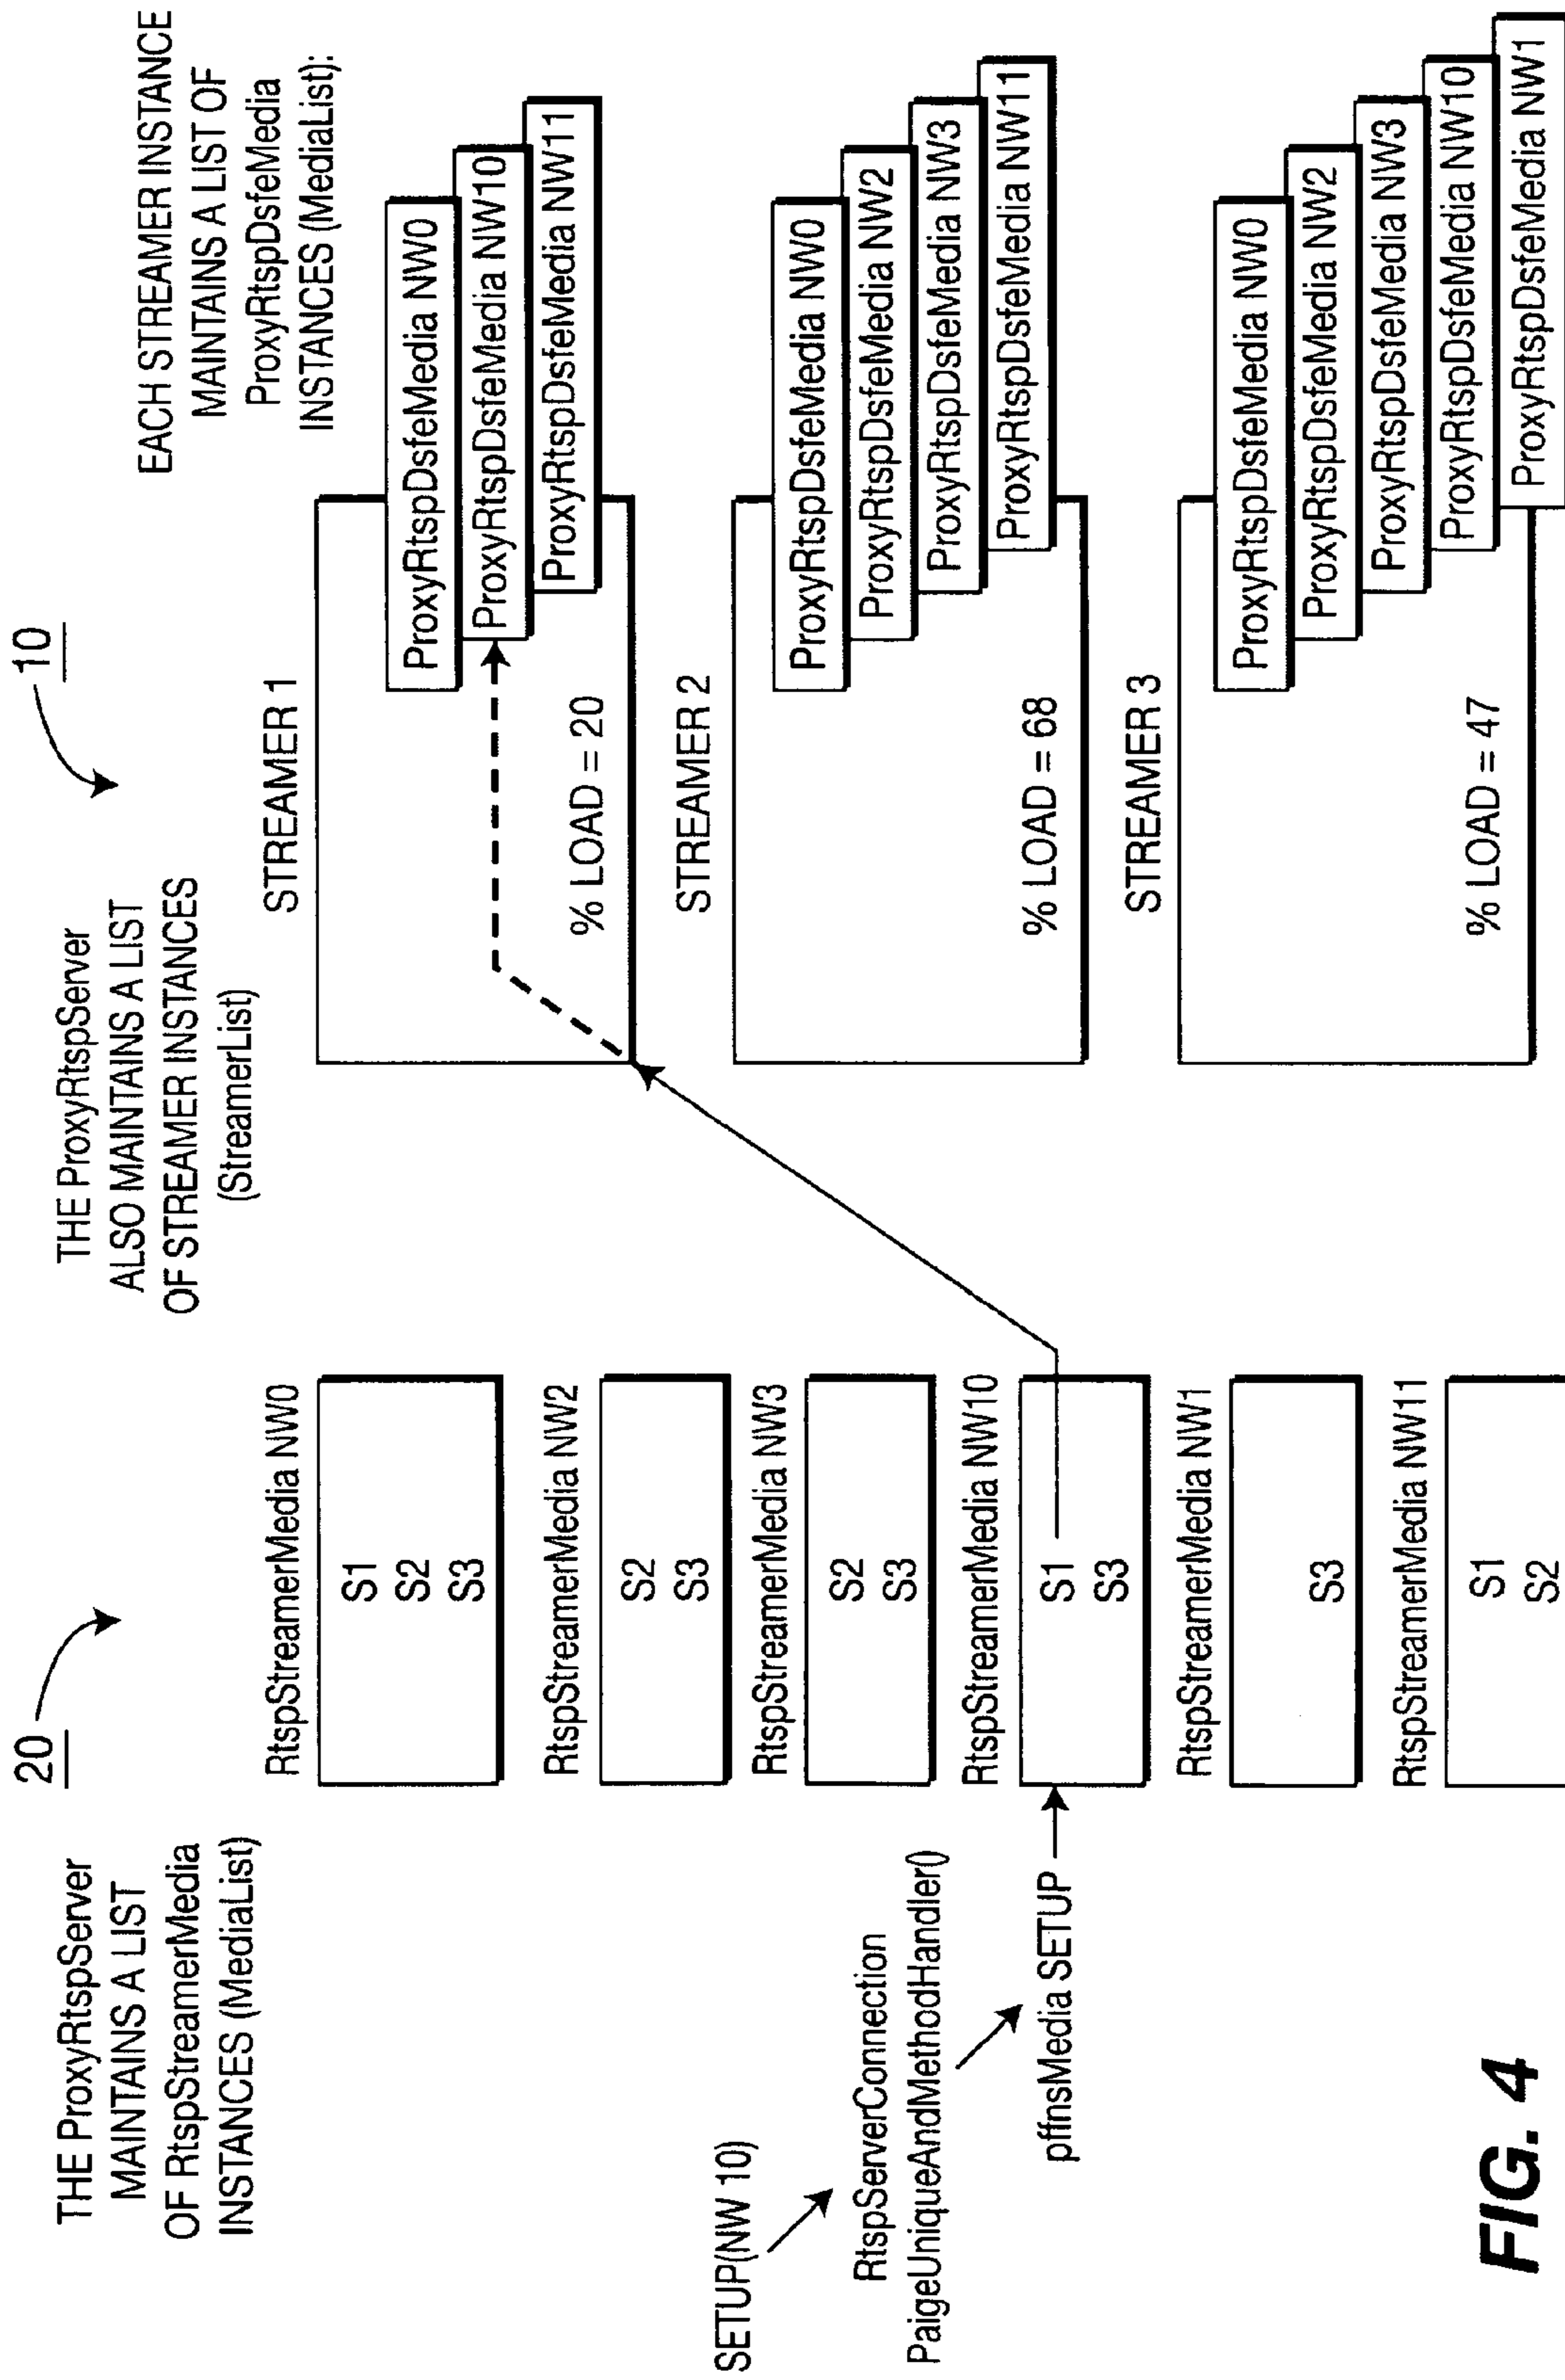 THE ProxyRtspServer
MAINTAINS A LIST
OF RtspStreamerMedia
INSTANCES (MediaList)
20
THE ProxyRtspServer
ALSO MAINTAINS A LIST
OF STREAMER INSTANCES
(StreamerList)
10
EACH STREAMER INSTANCE
MAINTAINS A LIST OF
ProxyRtspDsfeMedia
INSTANCES (MediaList):
SETUP(NW 10)
RtspServerConnection
PaigeUniqueAndMethodHandler()
pffnsMedia SETUP
RtspStreamerMedia NW0
S1
S2
S3
RtspStreamerMedia NW2
S2
S3
RtspStreamerMedia NW3
S2
S3
RtspStreamerMedia NW10
S1
S3
RtspStreamerMedia NW1
S3
RtspStreamerMedia NW11
S1
S2
STREAMER 1
ProxyRtspDsfeMedia NW0
ProxyRtspDsfeMedia NW10
ProxyRtspDsfeMedia NW11
% LOAD = 20
STREAMER 2
ProxyRtspDsfeMedia NW0
ProxyRtspDsfeMedia NW2
ProxyRtspDsfeMedia NW3
ProxyRtspDsfeMedia NW11
% LOAD = 68
STREAMER 3
ProxyRtspDsfeMedia NW0
ProxyRtspDsfeMedia NW2
ProxyRtspDsfeMedia NW3
ProxyRtspDsfeMedia NW10
ProxyRtspDsfeMedia NW1
% LOAD = 47
FIG. 4